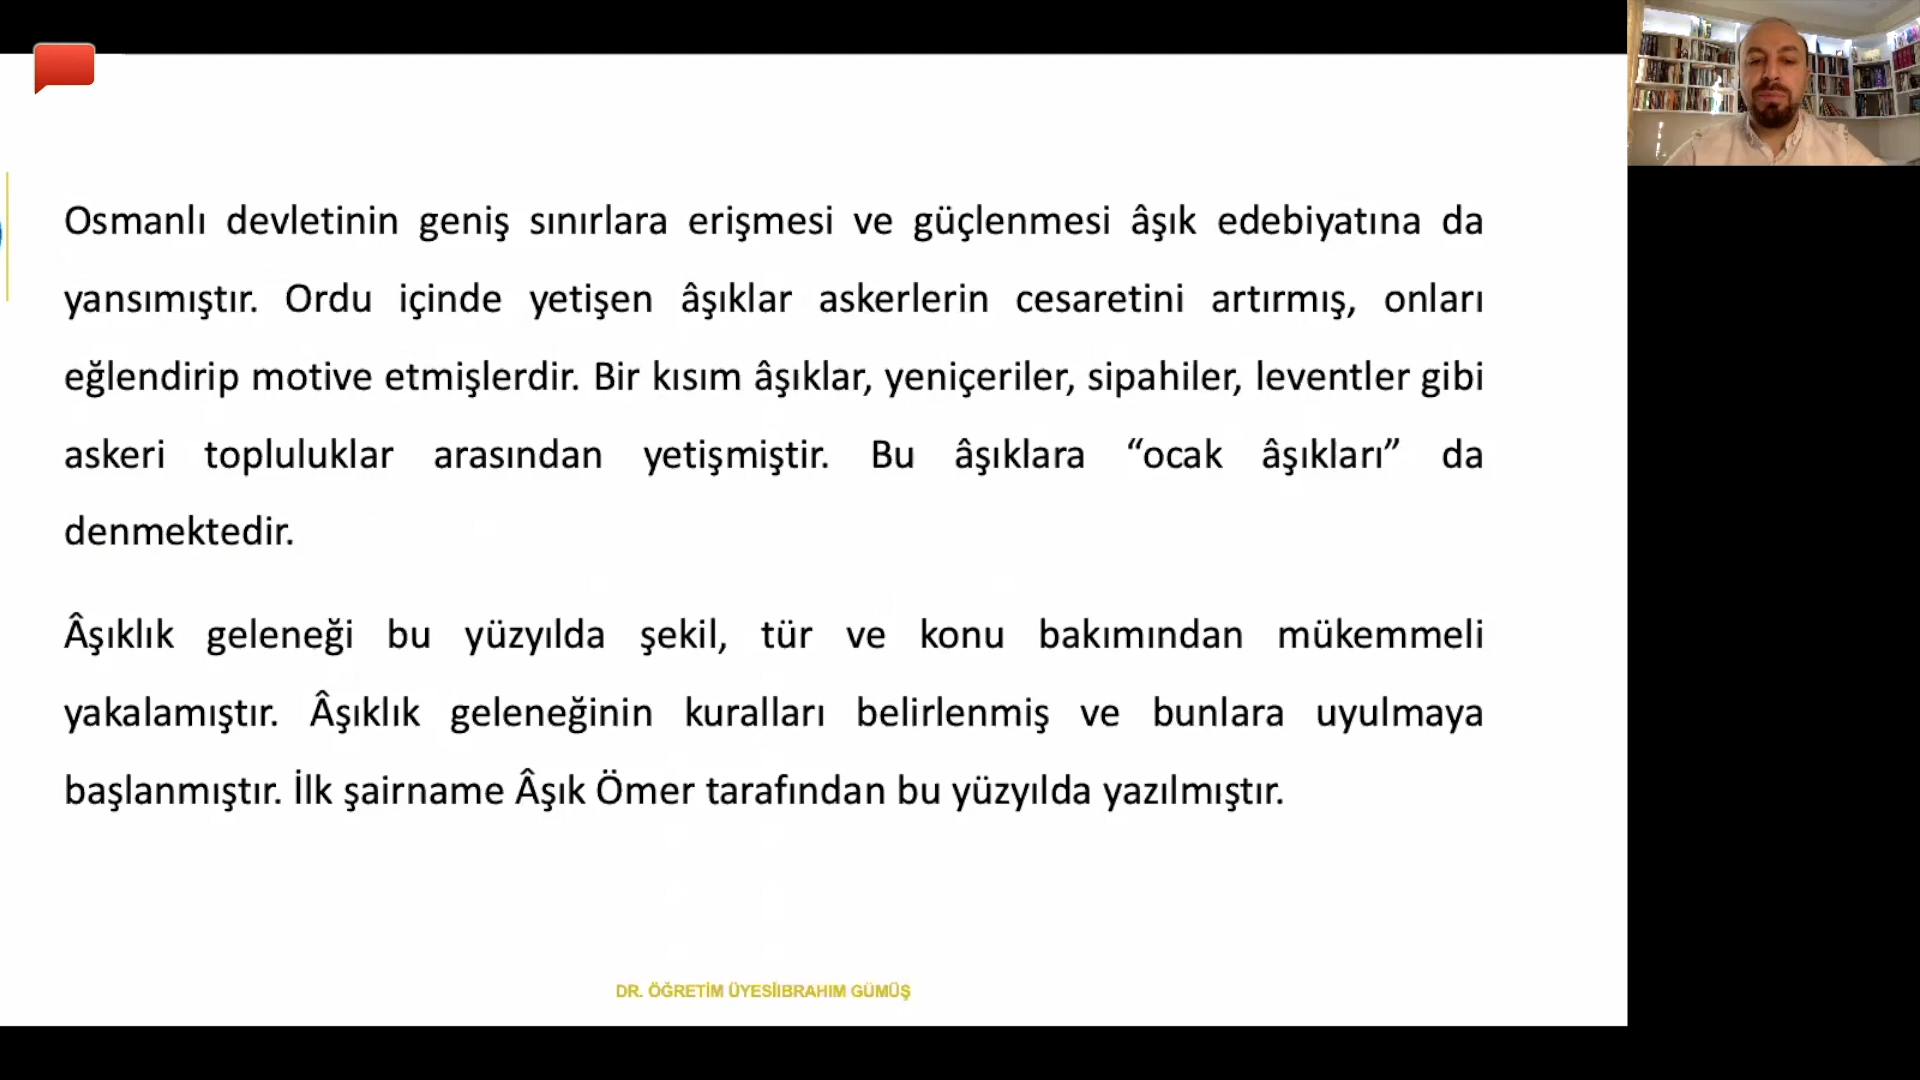 Osmanlı devletinin geniş sınırlara erişmesi ve güçlenmesi âşık edebiyatına da
yansımıştır. Ordu içinde yetişen âşıklar askerlerin cesaretini artırmış, onları
eğlendirip motive etmişlerdir. Bir kısım âşıklar, yeniçeriler, sipahiler, leventler gibi
askeri topluluklar arasından yetişmiştir. Bu âşıklara “ocak âşıkları” da
denmektedir.
Âşıklık geleneği bu yüzyılda şekil, tür ve konu bakımından mükemmeli
yakalamıştır. Âşıklık geleneğinin kuralları belirlenmiş ve bunlara uyulmaya
başlanmıştır. İlk şairname Âşık Ömer tarafından bu yüzyılda yazılmıştır.
DR. ÖĞRETİM ÜYESİIBRAHIM GÜMÜŞ